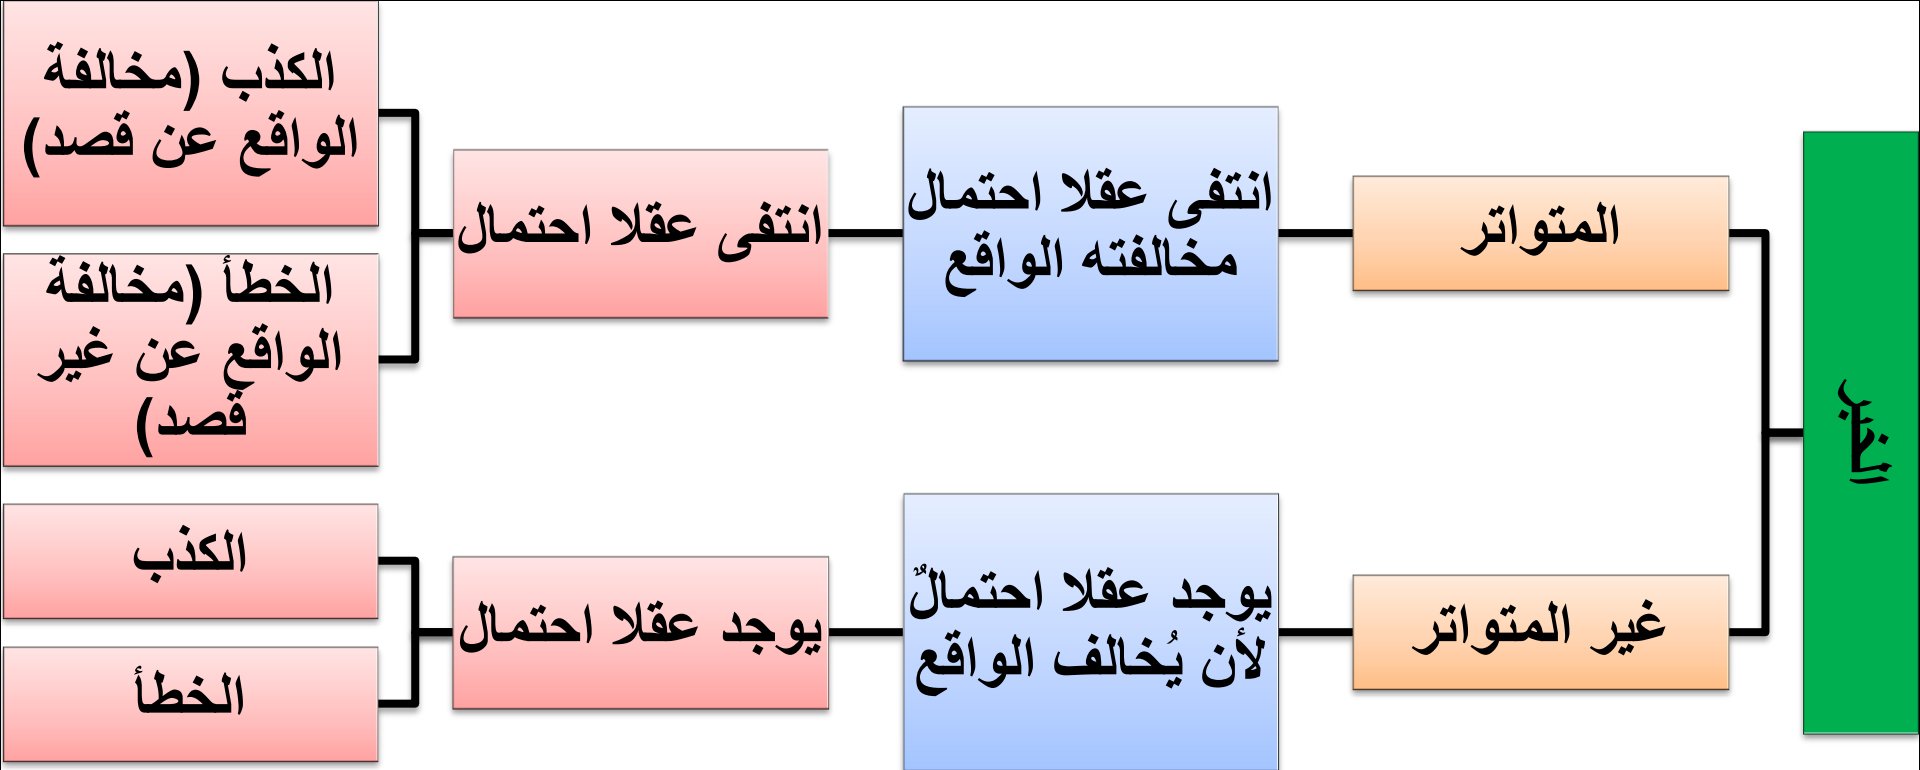 الخبر
المتواتر
انتفى عقلا احتمال
مخالفته الواقع
انتفى عقلا احتمال
الكذب (مخالفة
الواقع عن قصد)
الخطأ (مخالفة
الواقع عن غير
قصد)
غير المتواتر
يوجد عقلا احتمالٌ
لأن يُخالف الواقع
يوجد عقلا احتمال
الكذب
الخطأ